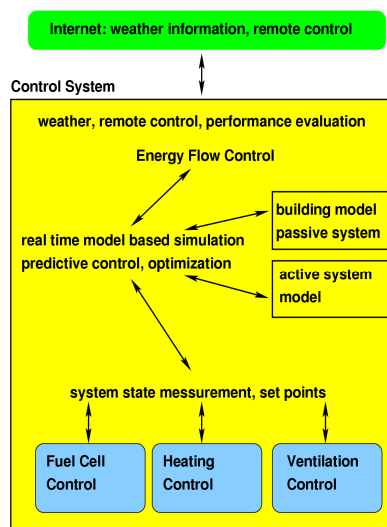 Internet: weather information, remote control
Control System
weather, remote control, performance evaluation
Energy Flow Control
building model
passive system
real time model based simulation
predictive control, optimization
active system
model
system state messurement, set points
Fuel Cell
Control
Heating
Control
Ventilation
Control